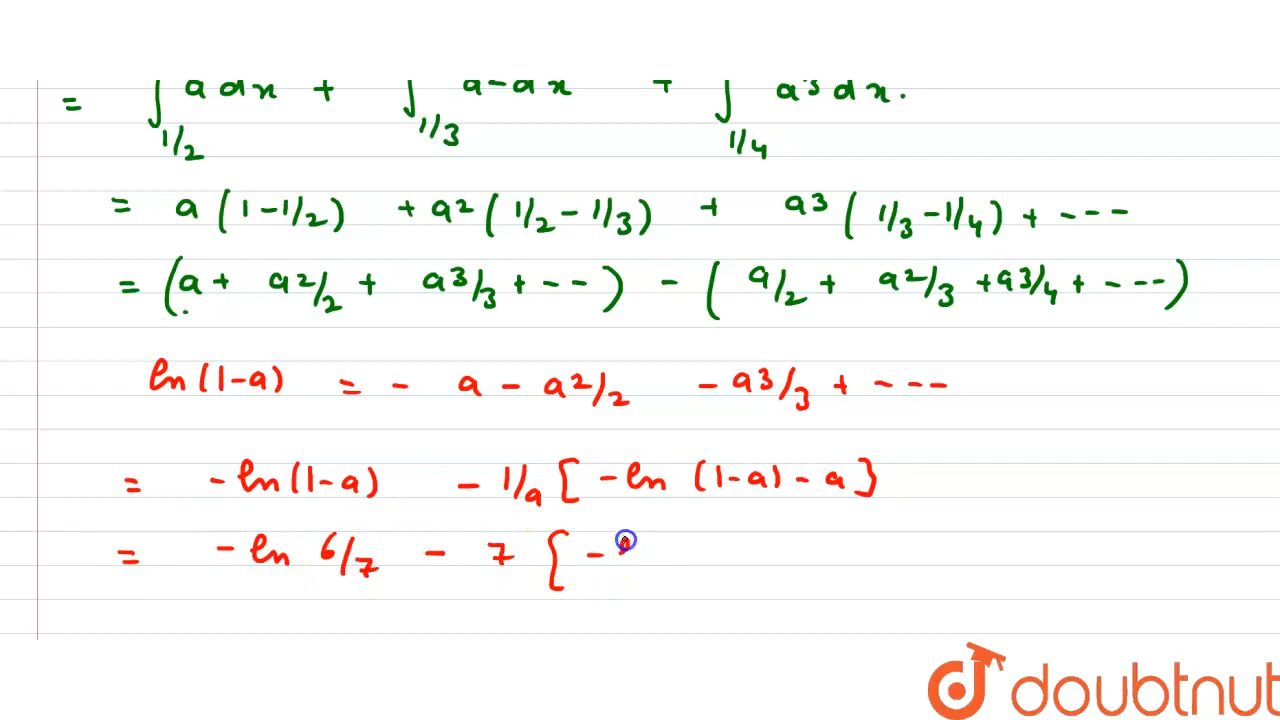 = ∫1/2 a dx + ∫1/3 a dx + ∫1/4 a3 dx.
= a (1-1/2) + a2 (1/2 - 1/3) + a3 (1/3 - 1/4) + ---
= (a + a2/2 + a3/3 + ---) - (a/2 + a2/3 + a3/4 + ---)
ln(1-a) = - a - a2/2 - a3/3 + ---
= -ln(1-a) - 1/a [-ln (1-a) - a]
= -ln 6/7 - 7 [-
doubtnut